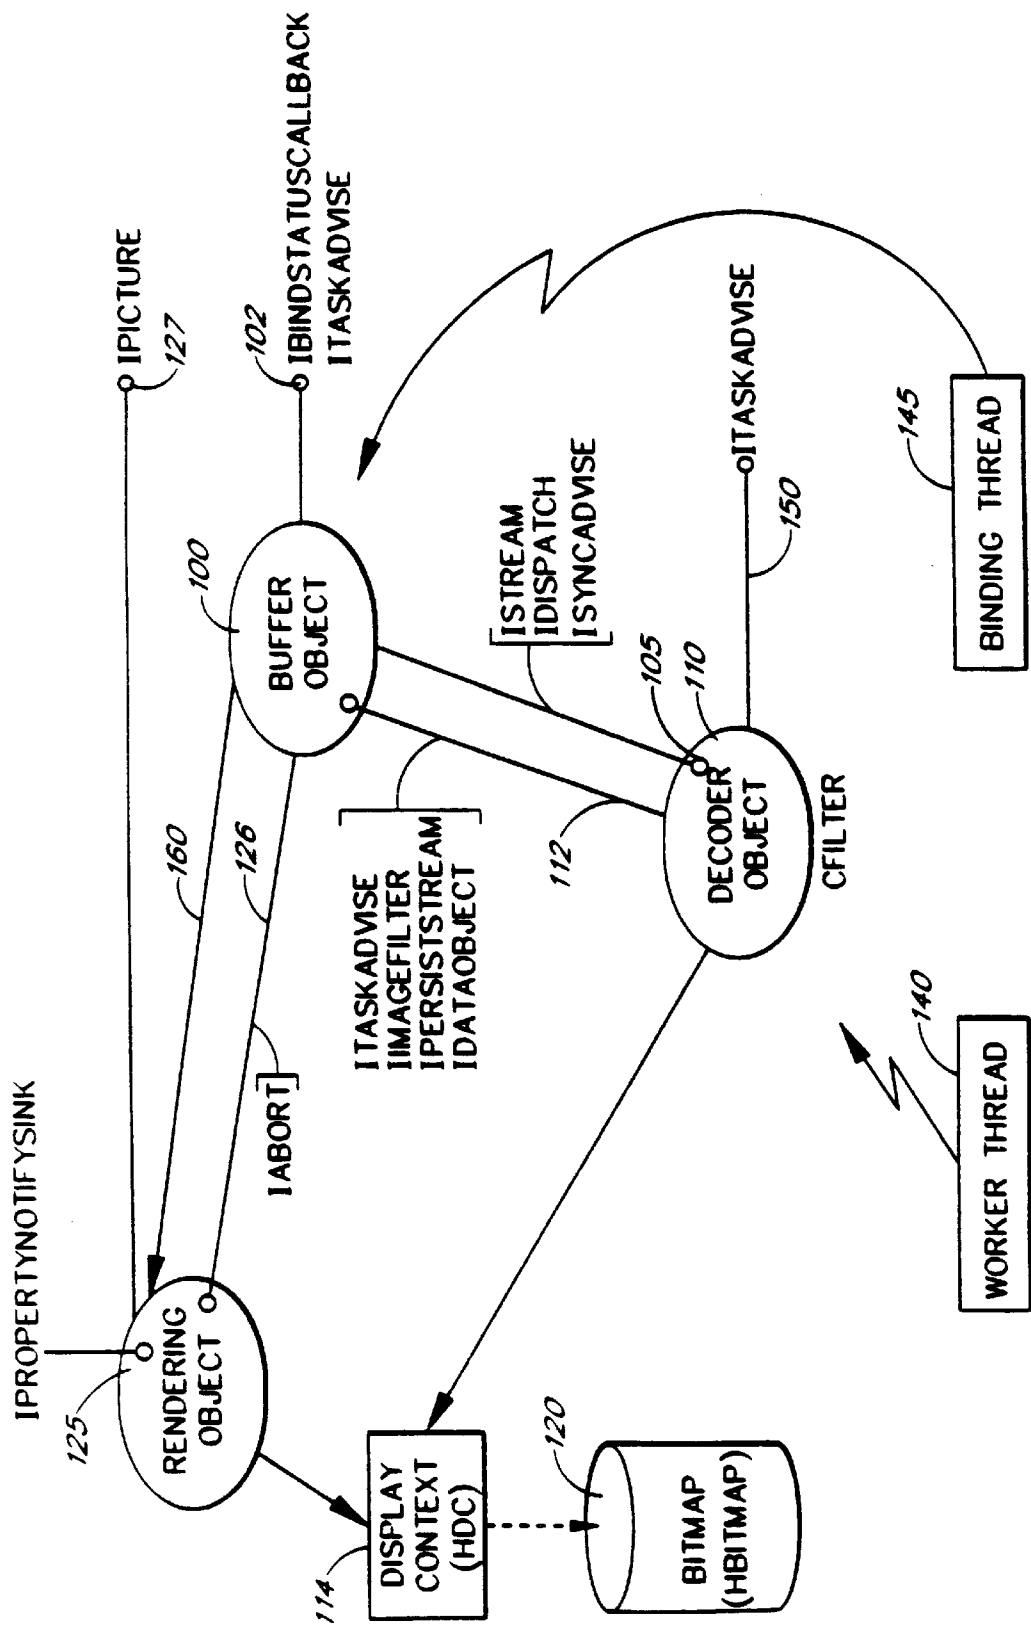 IPROPERTYNOTIFYSINK
125
RENDERING
OBJECT
160
126
[IABORT]
100
BUFFER
OBJECT
IPICTURE
127
102
IBINDSTATUSCALLBACK
ITASKADVISE
114
DISPLAY
CONTEXT
(HDC)
120
BITMAP
(HBITMAP)
ITASKADVISE
IIMAGEFILTER
IPERSISTSTREAM
IDATAOBJECT
112
ISTREAM
IDISPATCH
ISYNCADVISE
105
110
DECODER
OBJECT
CFILTER
150
ITASKADVISE
140
WORKER THREAD
145
BINDING THREAD